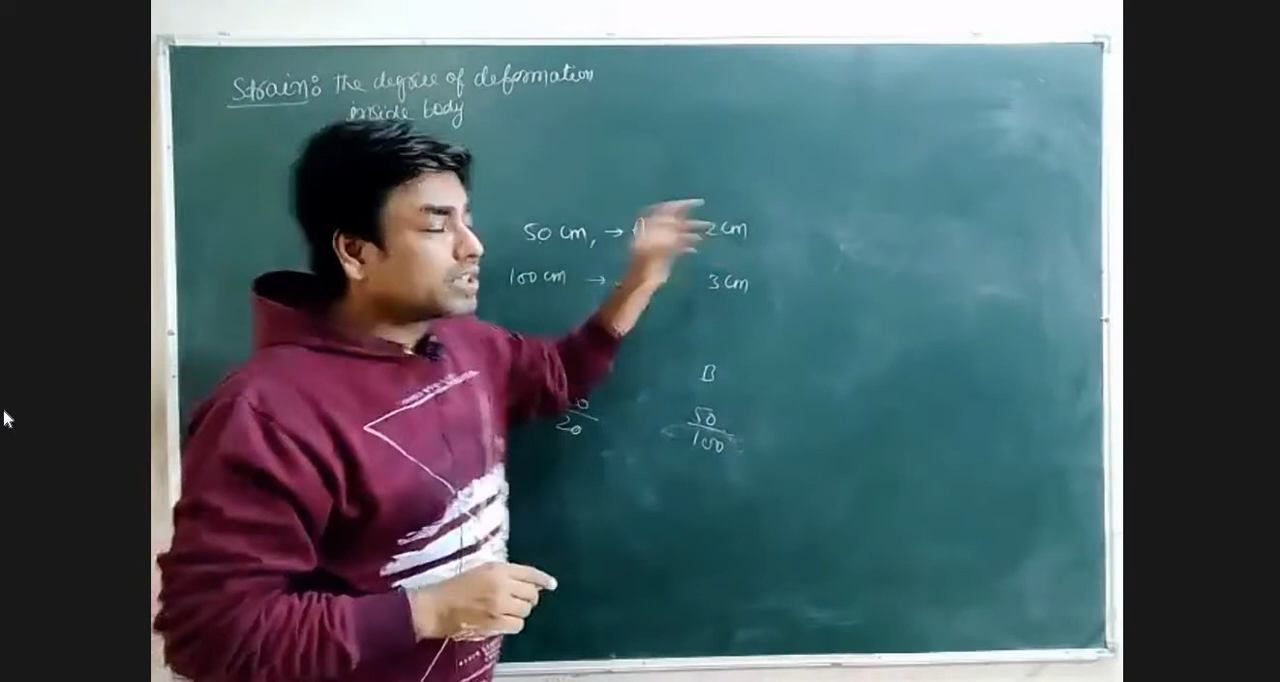 Strain: the degree of deformation
inside body
50 cm, → 2 cm
100 cm → 3 cm
B
20
50
100